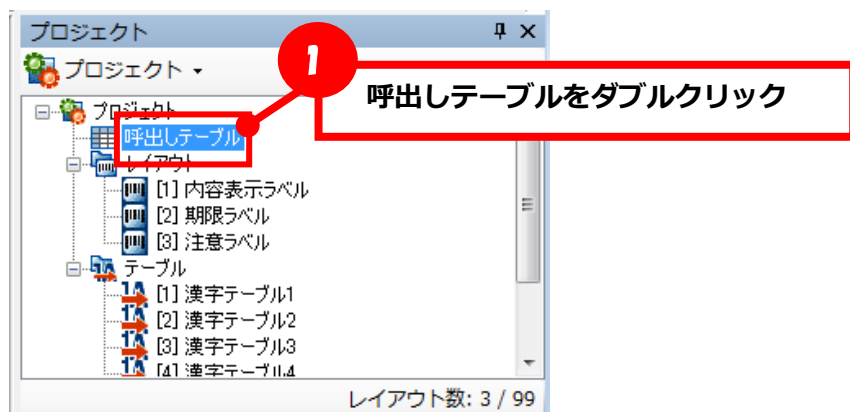 プロジェクト
プロジェクト
1
呼出しテーブルをダブルクリック
プロジェクト
呼出しテーブル
レイアウト
[1] 内容表示ラベル
[2] 期限ラベル
[3] 注意ラベル
テーブル
[1] 漢字テーブル1
[2] 漢字テーブル2
[3] 漢字テーブル3
[4] 漢字テーブル4
レイアウト数: 3 / 99